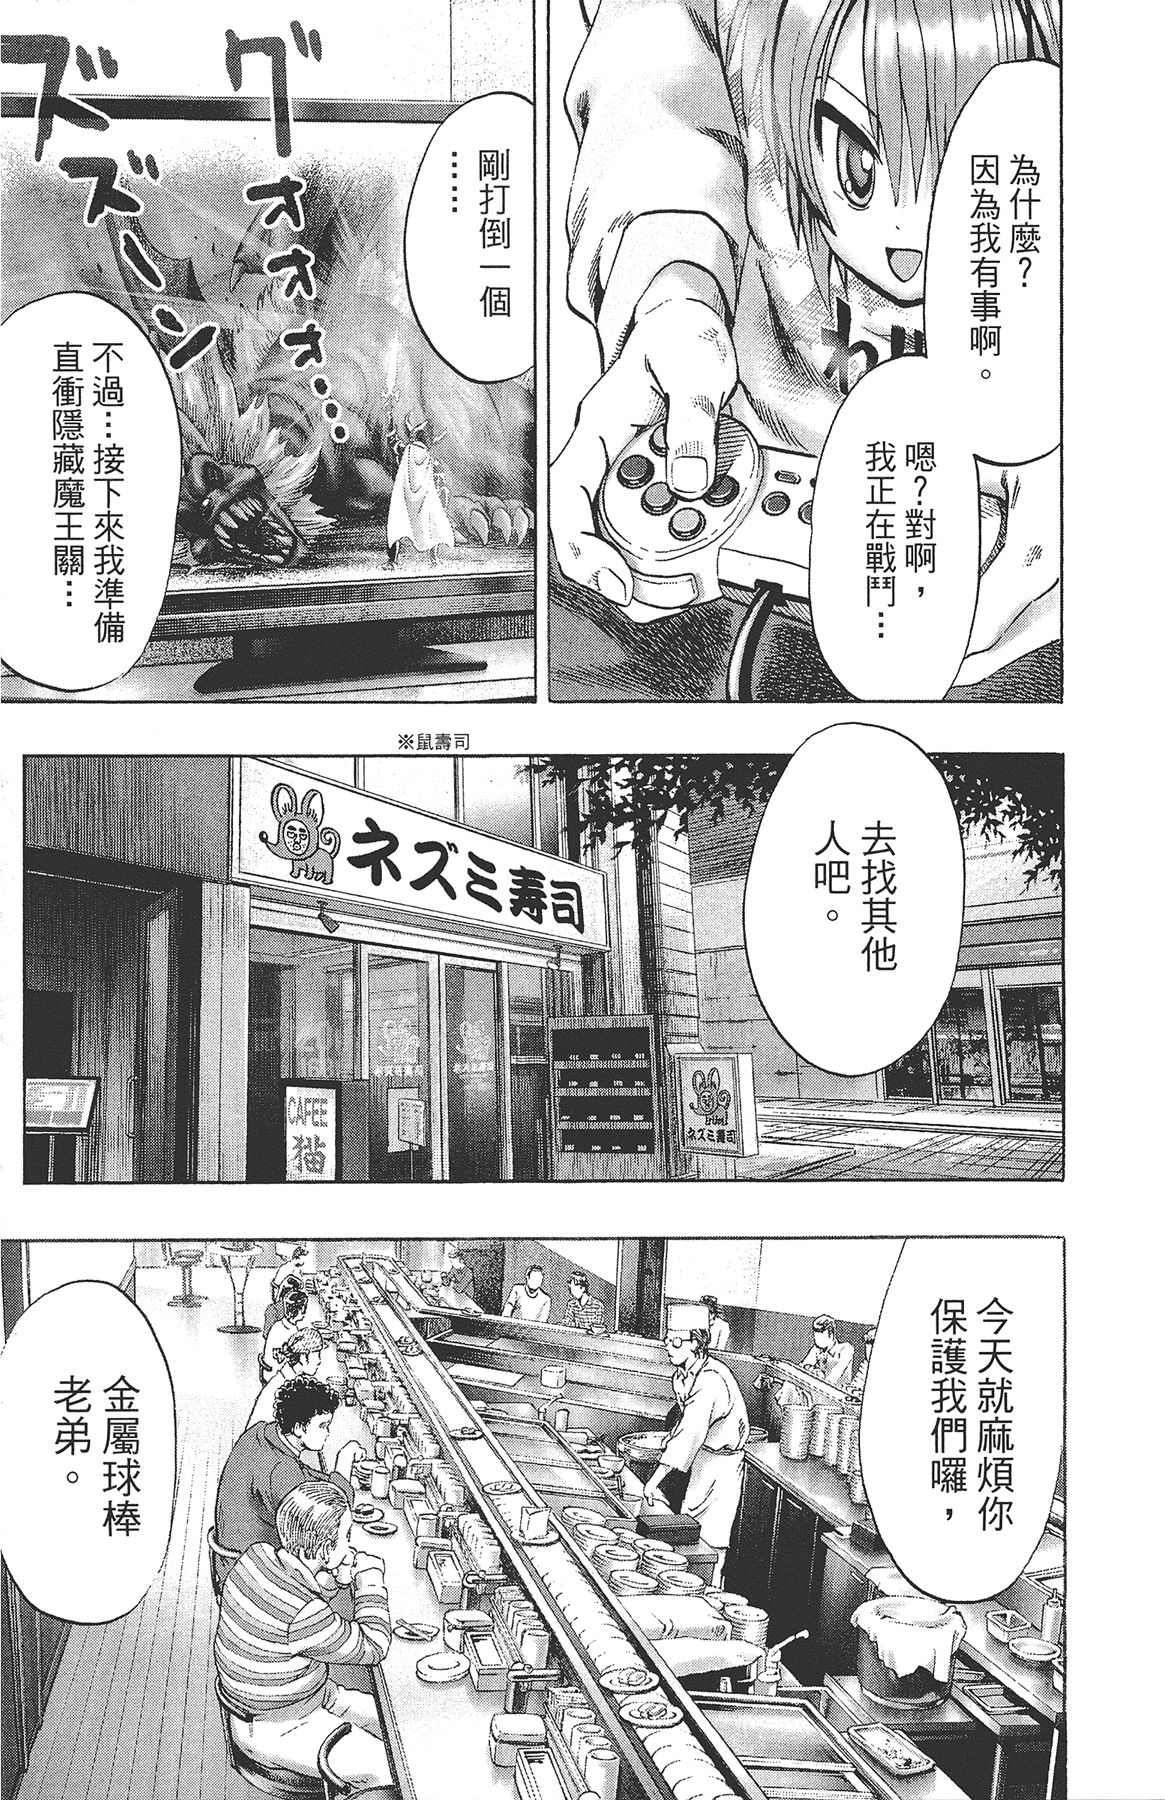 為什麼？
因為我有事啊。
嗯？對啊，
我正在戰鬥…
剛打倒一個
……
グオオオオ…
ズズズーン
不過…接下來我準備
直衝隱藏魔王關…
※鼠壽司
去找其他
人吧。
ネズミ寿司
CAFEE
猫
ネズミ寿司
今天就麻煩你
保護我們囉，
金屬球棒
老弟。